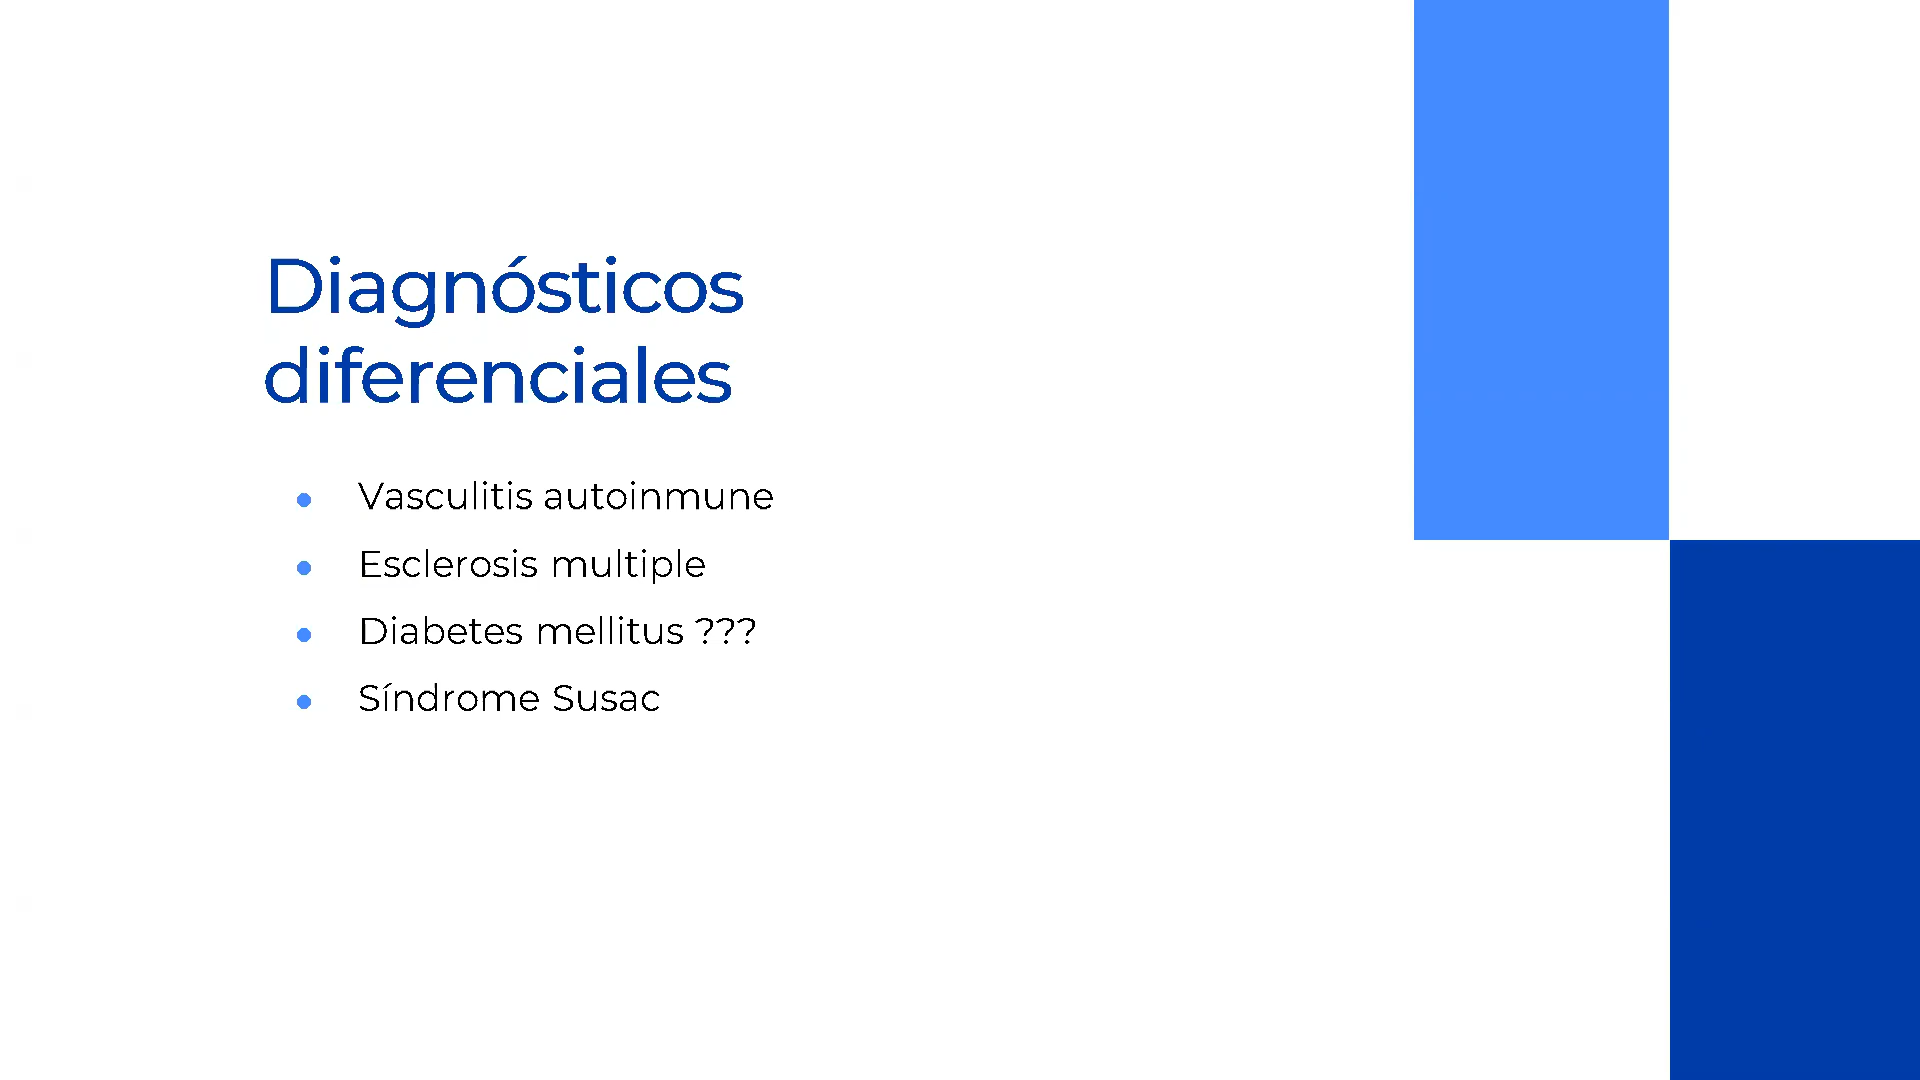 Diagnósticos
diferenciales
Vasculitis autoinmune
Esclerosis multiple
Diabetes mellitus ???
Síndrome Susac